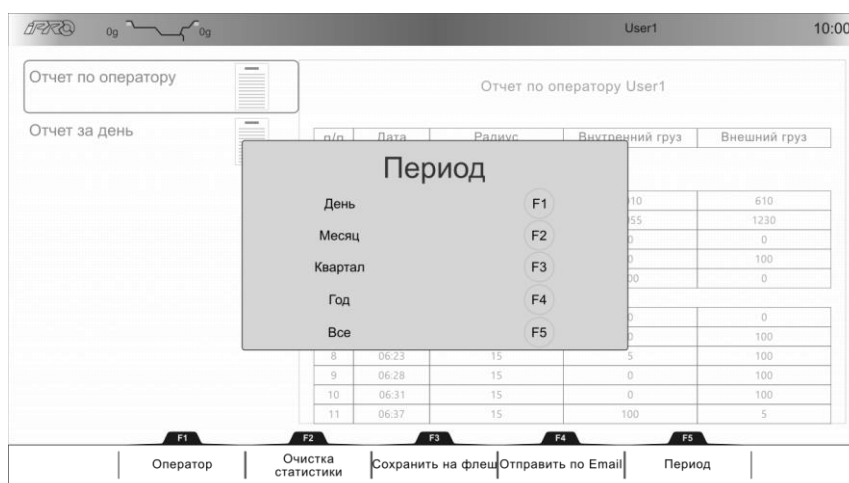 iPRO 0g 0g User1 10:00
Отчет по оператору
Отчет за день
Отчет по оператору User1
п/п Дата Радиус Внутренний груз Внешний груз
Период
День F1
Месяц F2
Квартал F3
Год F4
Все F5
610
1230
0
100
0
0
100
8 06:23 15 5 100
9 06:28 15 0 100
10 06:31 15 0 100
11 06:37 15 100 5
F1 F2 F3 F4 F5
Оператор
Очистка
статистики
Сохранить на флеш
Отправить по Email
Период